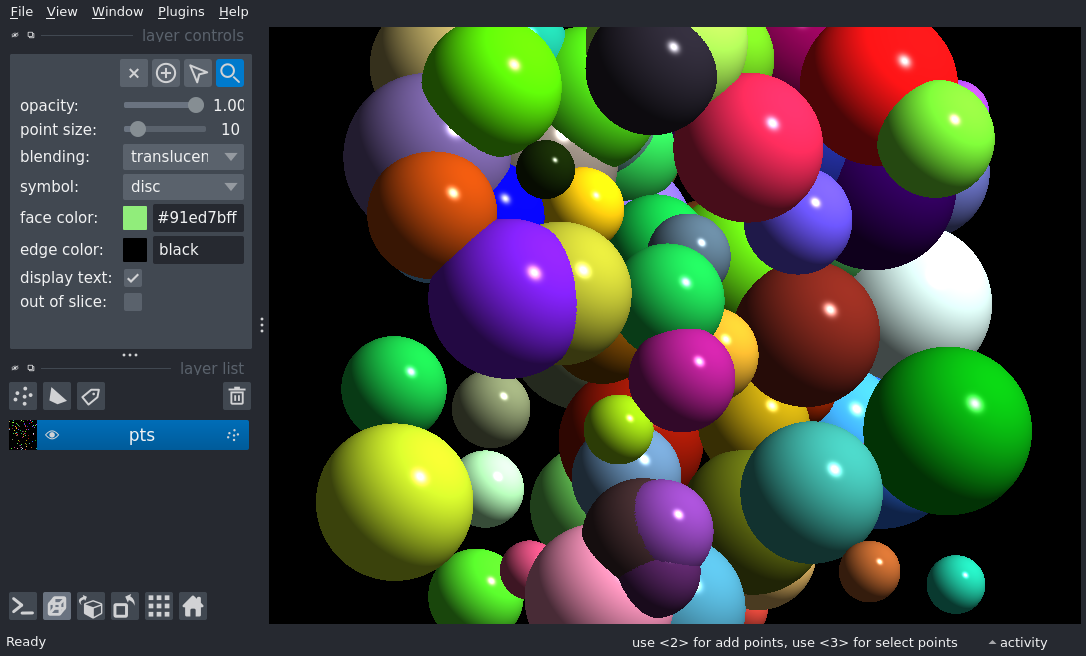 File View Window Plugins Help
layer controls
opacity: 1.00
point size: 10
blending: translucen
symbol: disc
face color: #91ed7bff
edge color: black
display text:
out of slice:
layer list
pts
Ready
use <2> for add points, use <3> for select points
activity